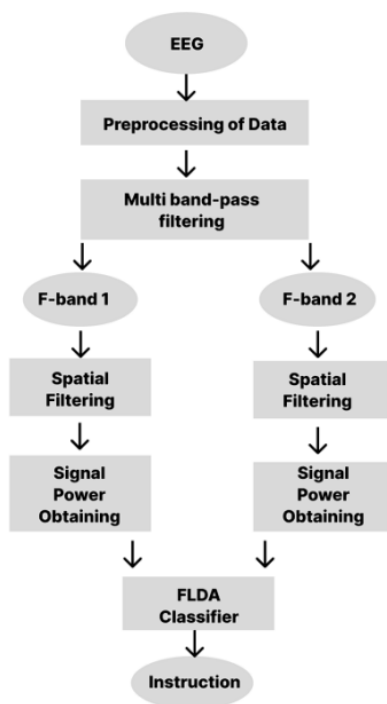 EEG
Preprocessing of Data
Multi band-pass
filtering
F-band 1
F-band 2
Spatial
Filtering
Spatial
Filtering
Signal
Power
Obtaining
Signal
Power
Obtaining
FLDA
Classifier
Instruction